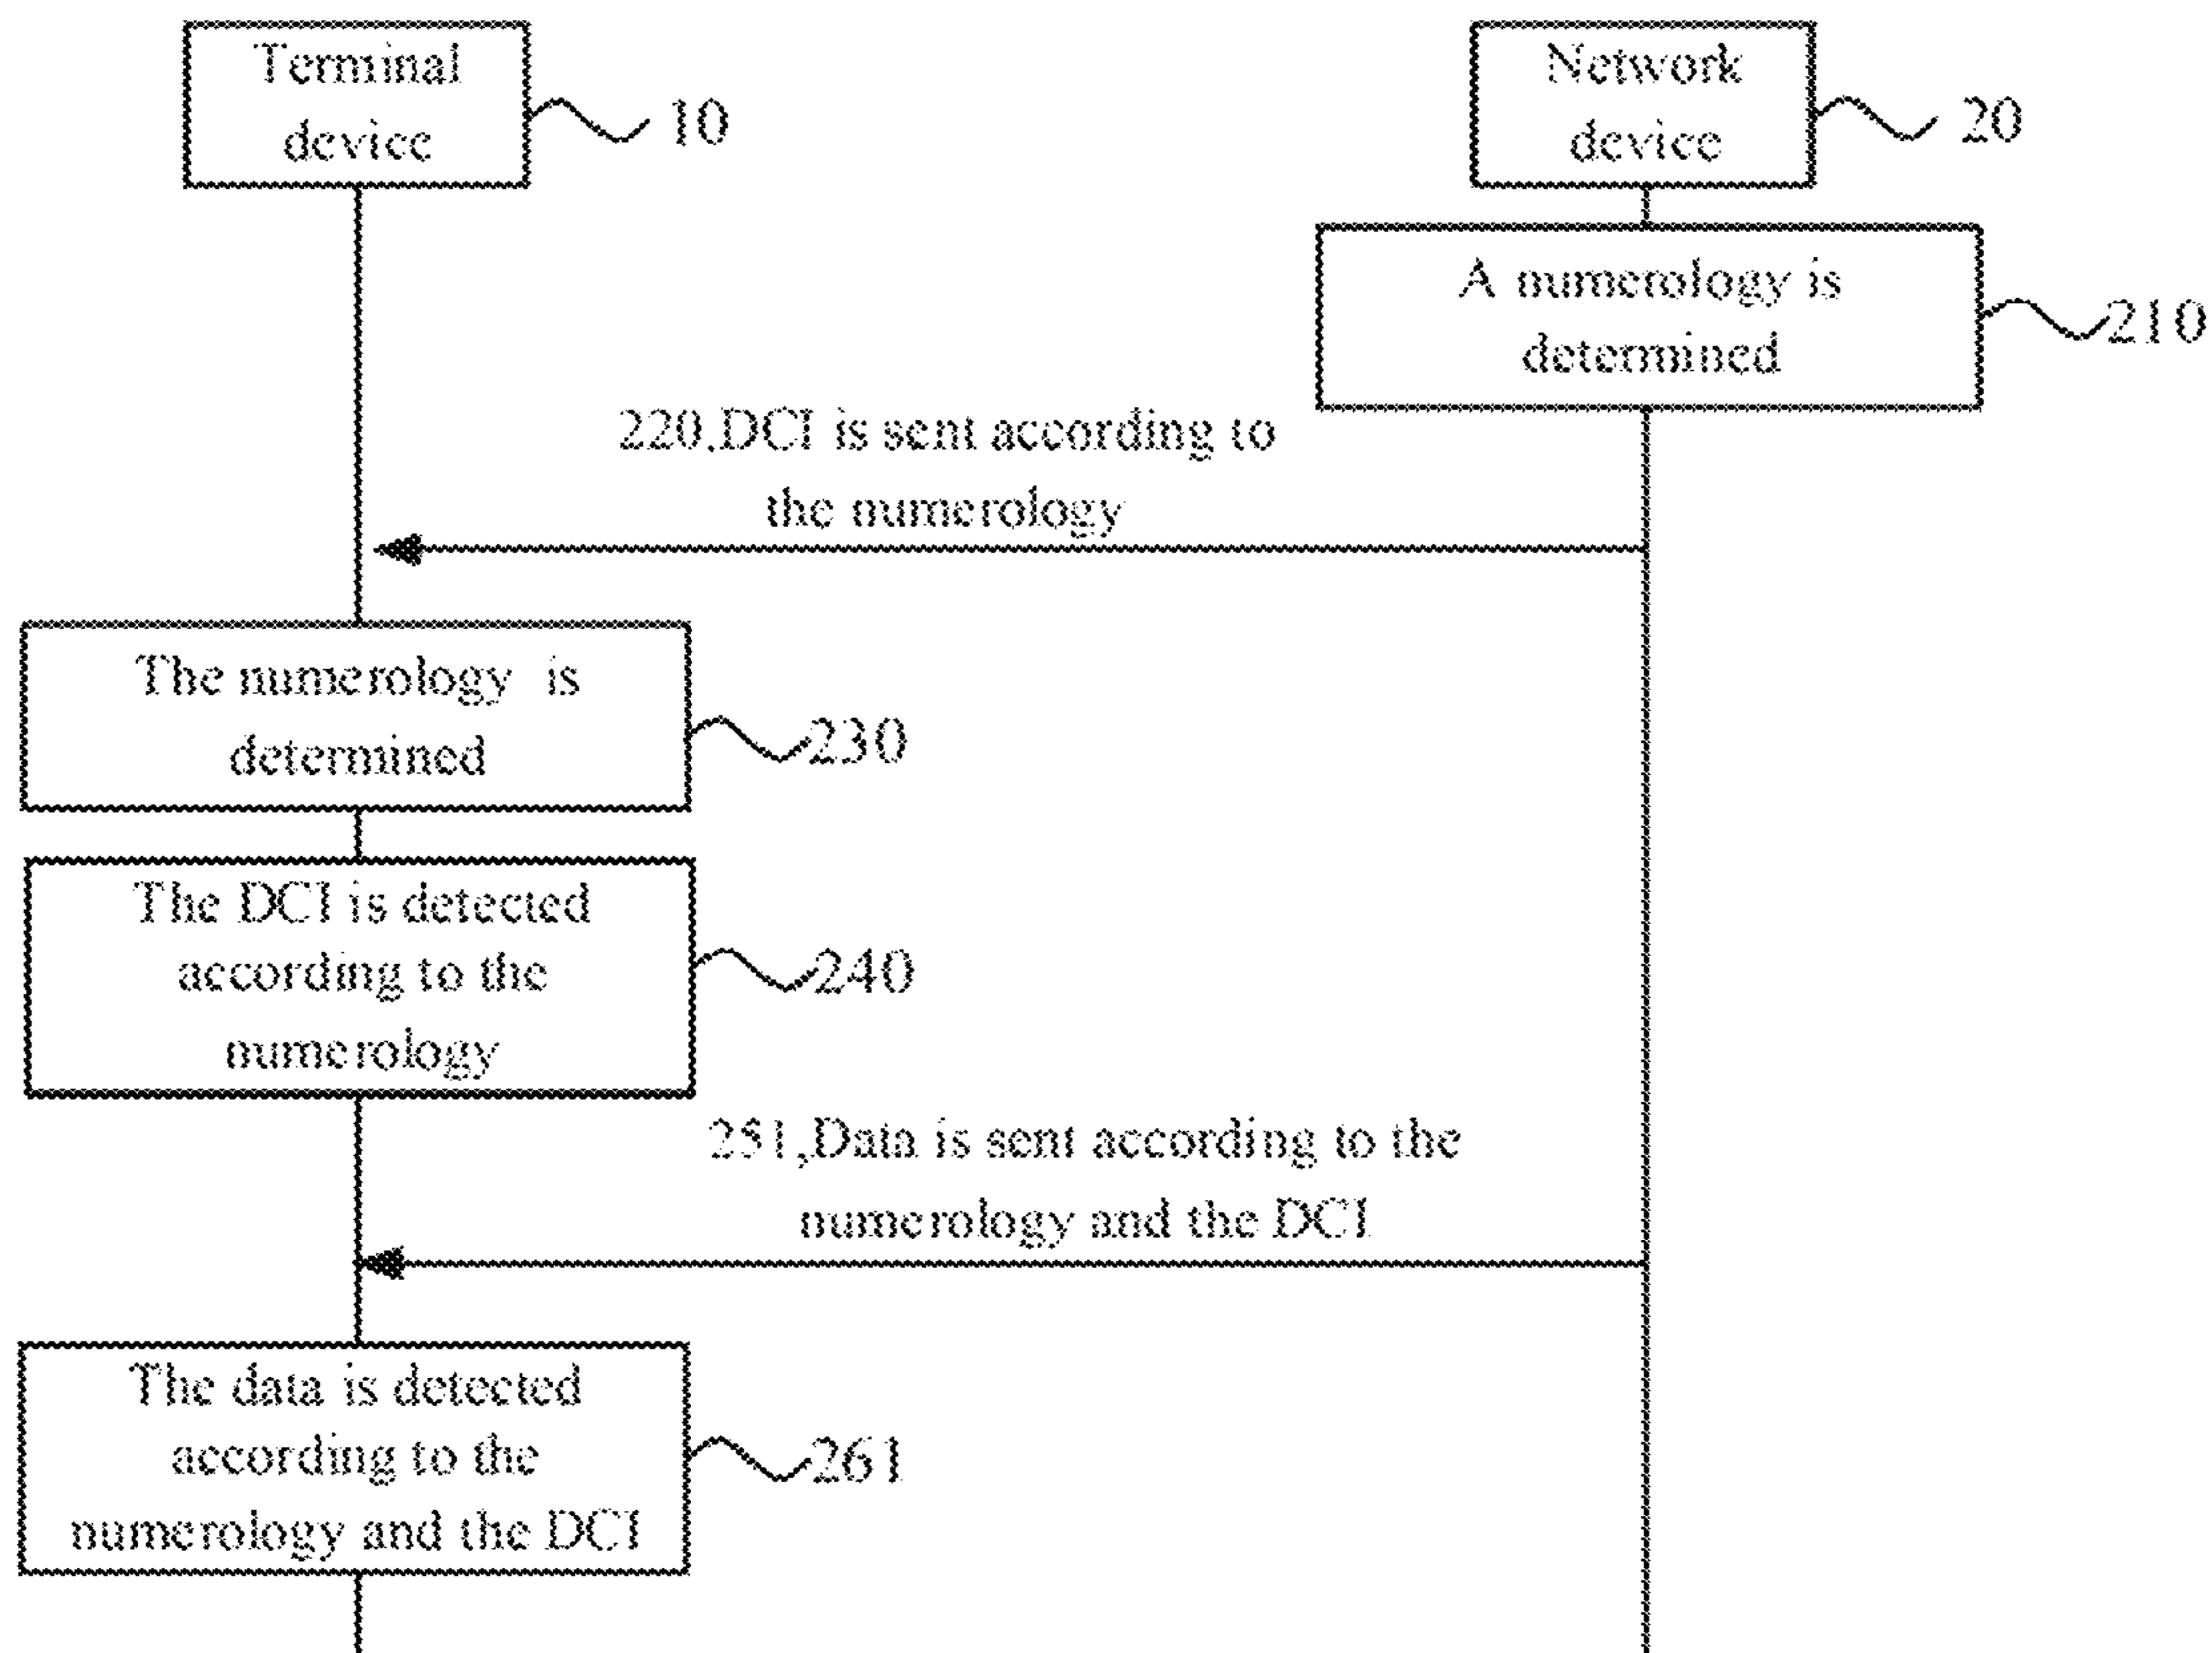 Terminal
device
10
Network
device
20
A numerology is
determined
210
220.DCI is sent according to
the numerology
The numerology is
determined
230
The DCI is detected
according to the
numerology
240
251,Data is sent according to the
numerology and the DCI
The data is detected
according to the
numerology and the DCI
261